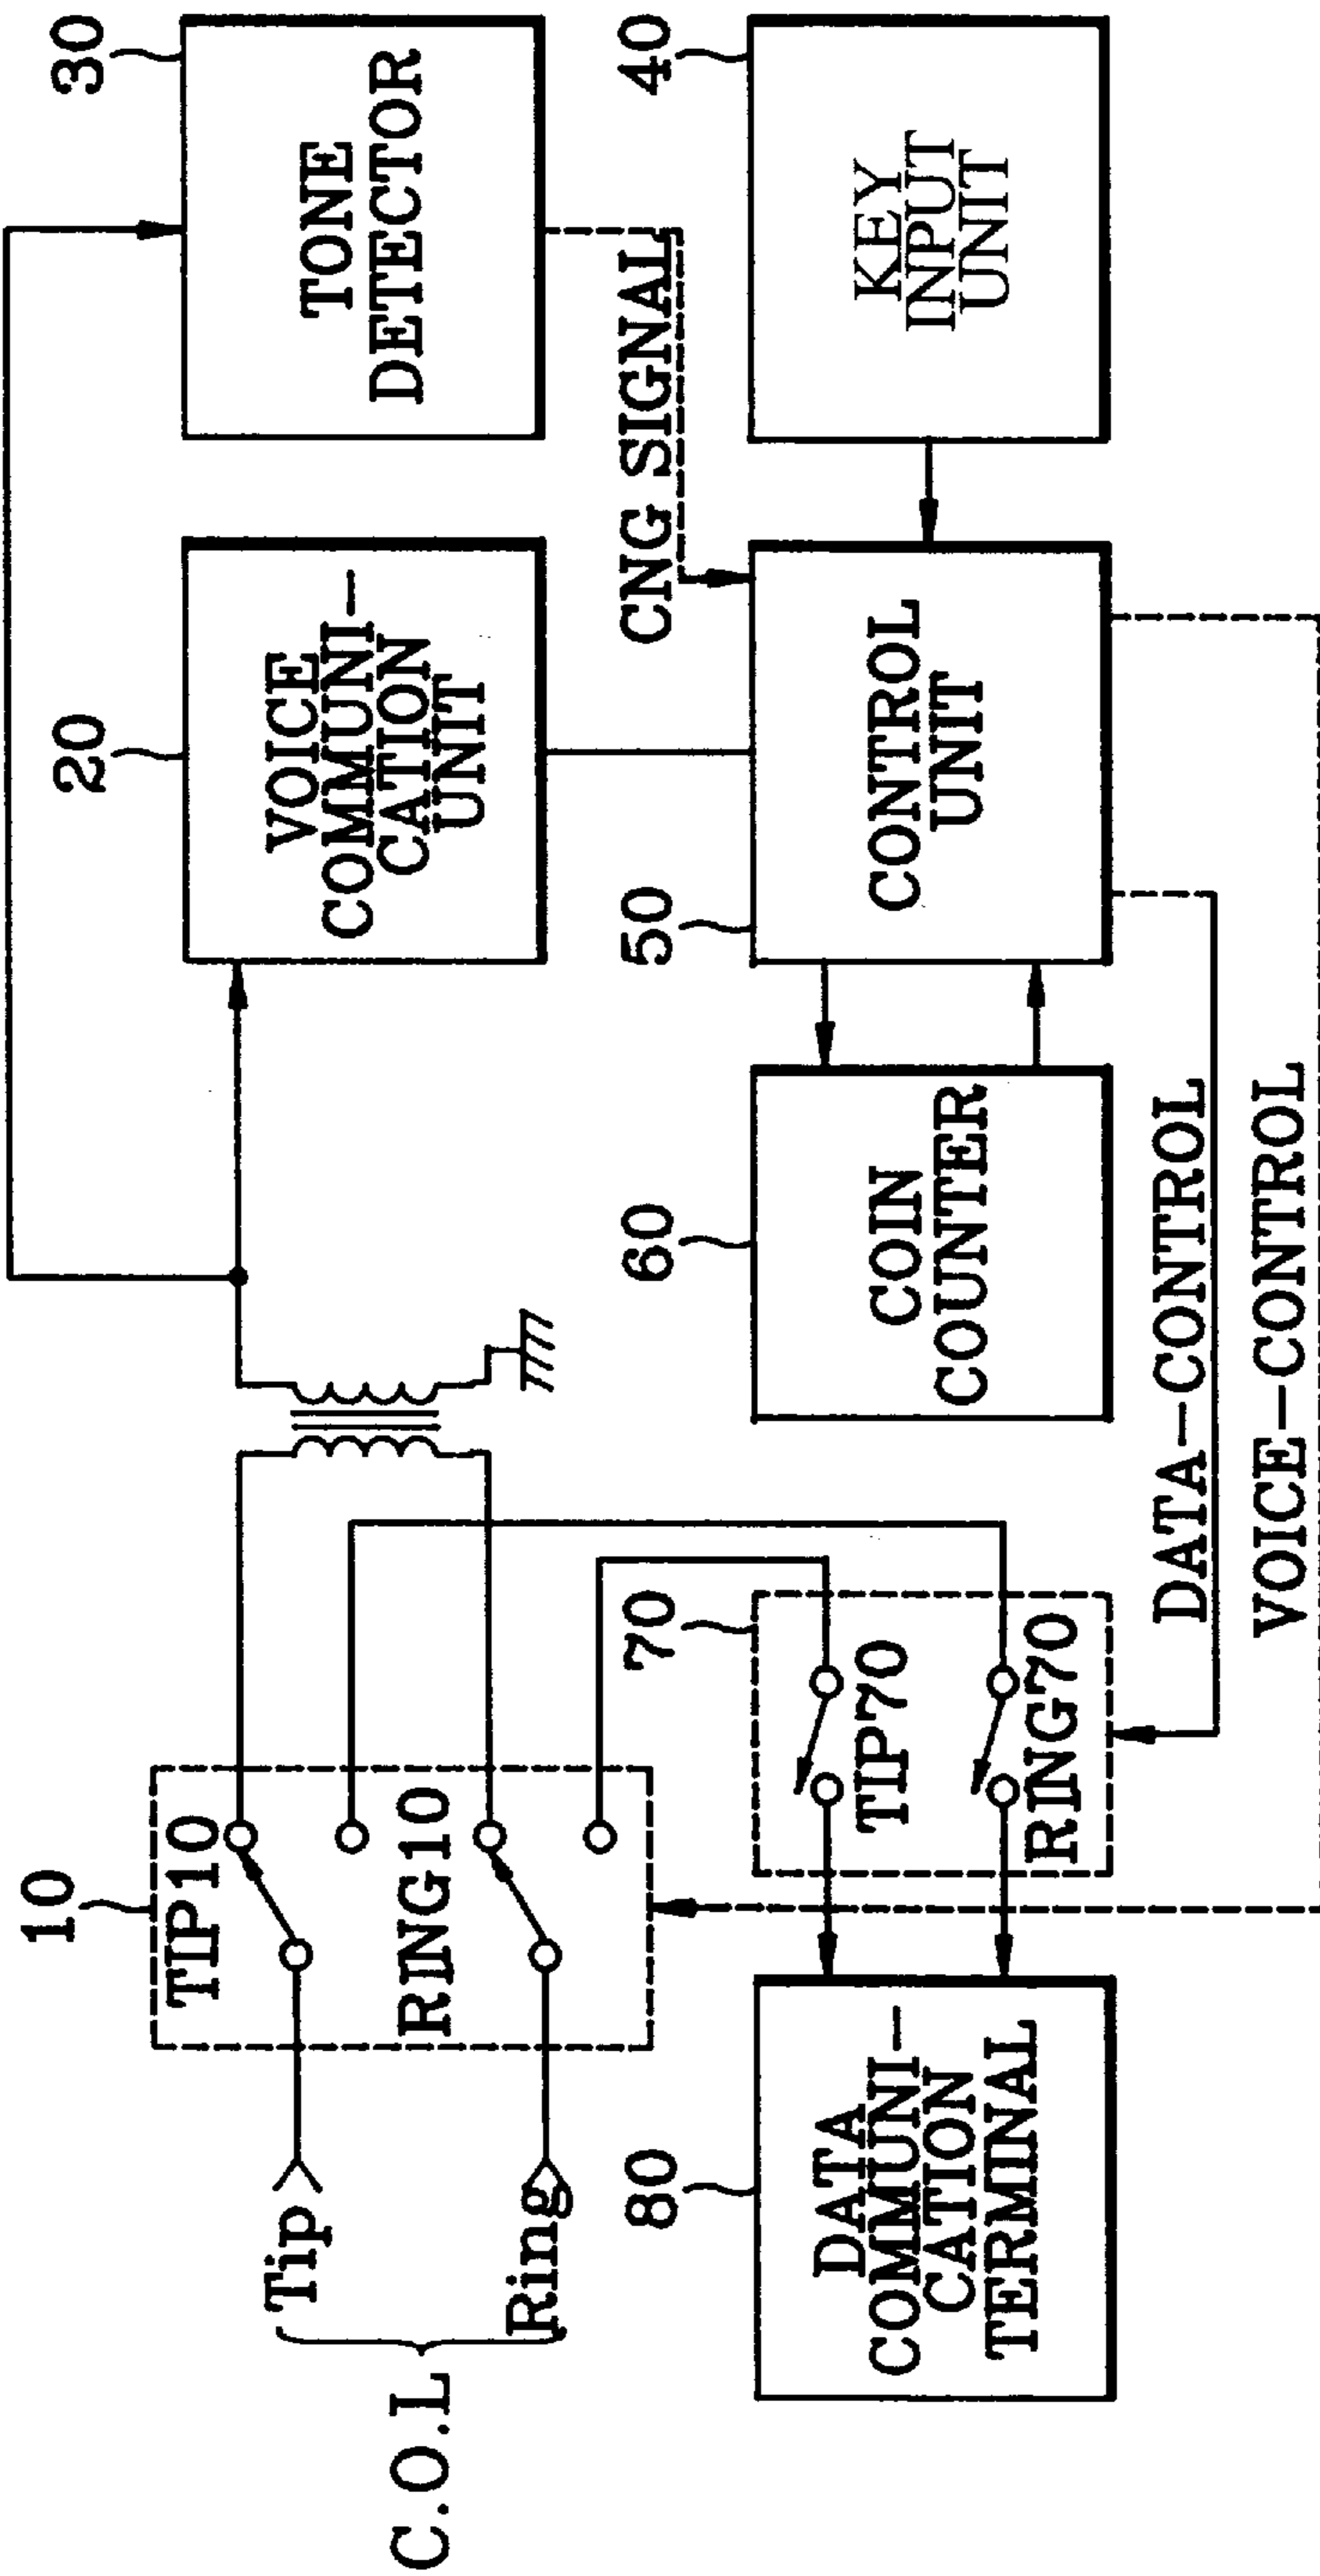 C.O.L
Tip
Ring
10
TIP10
RING10
20
VOICE
COMMUNI-
CATION
UNIT
30
TONE
DETECTOR
CNG SIGNAL
80
DATA
COMMUNI-
CATION
TERMINAL
70
TIP70
RING70
60
COIN
COUNTER
50
CONTROL
UNIT
40
KEY
INPUT
UNIT
DATA-CONTROL
VOICE-CONTROL